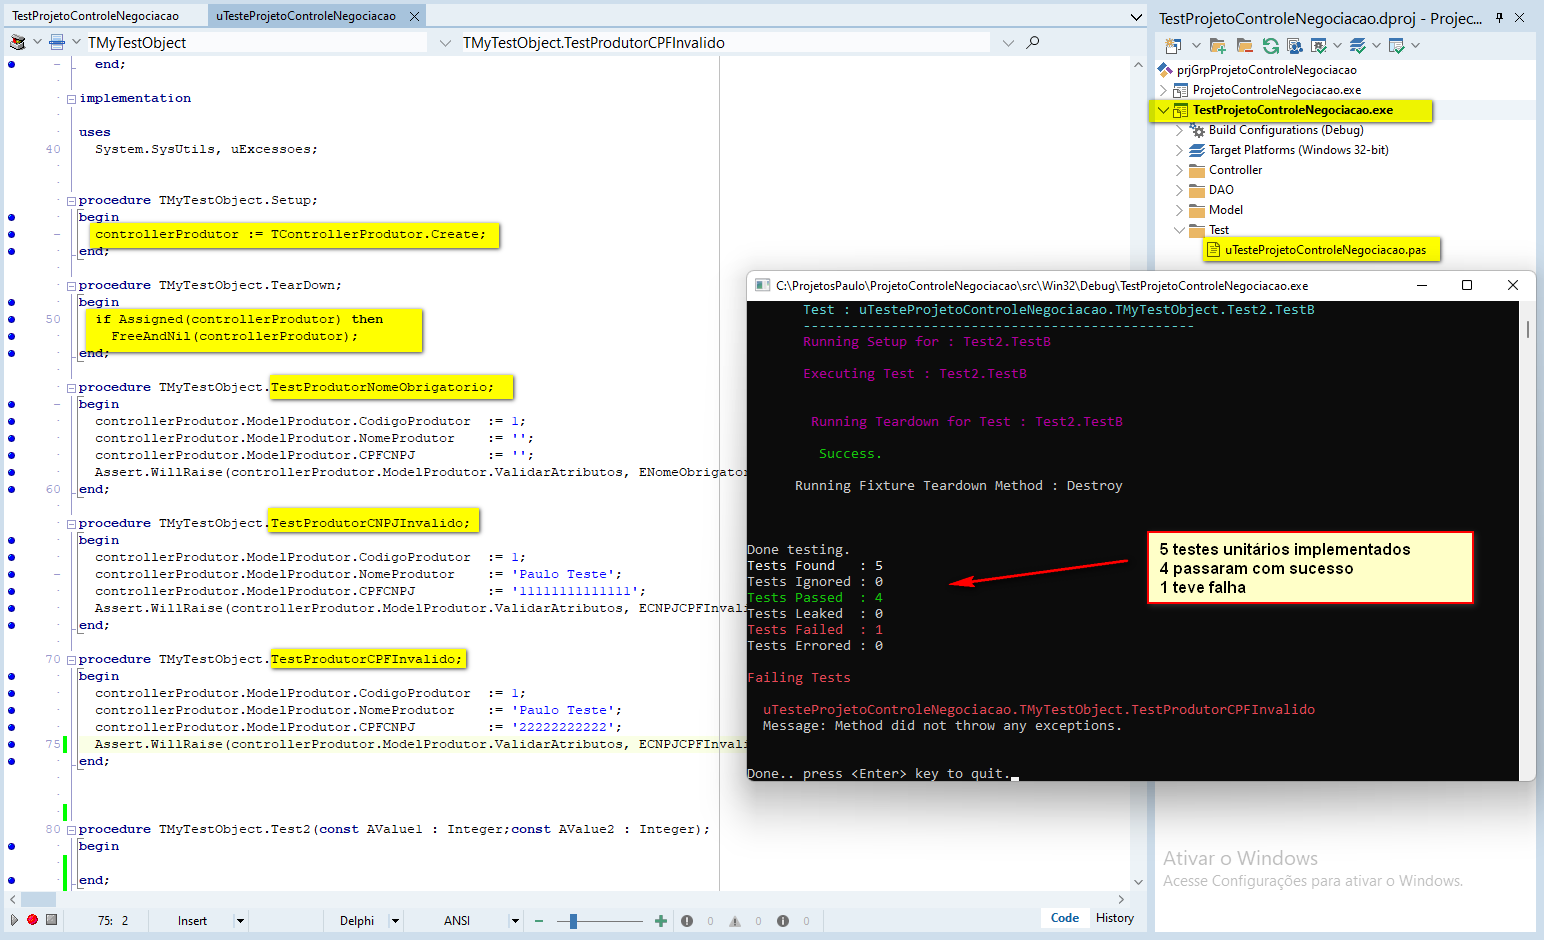 TestProjetoControleNegociacao
uTesteProjetoControleNegociacao
TMyTestObject
TMyTestObject.TestProdutorCPFInvalido
end;
implementation
uses
40
System.SysUtils, uExcessoes;
procedure TMyTestObject.Setup;
begin
controllerProdutor := TControllerProdutor.Create;
end;
procedure TMyTestObject.TearDown;
begin
50
if Assigned(controllerProdutor) then
FreeAndNil(controllerProdutor);
end;
procedure TMyTestObject.TestProdutorNomeObrigatorio;
begin
controllerProdutor.ModelProdutor.CodigoProdutor := 1;
controllerProdutor.ModelProdutor.NomeProdutor := '';
controllerProdutor.ModelProdutor.CPFCNPJ := '';
Assert.WillRaise(controllerProdutor.ModelProdutor.ValidarAtributos, ENomeObrigator
60
end;
procedure TMyTestObject.TestProdutorCNPJInvalido;
begin
controllerProdutor.ModelProdutor.CodigoProdutor := 1;
controllerProdutor.ModelProdutor.NomeProdutor := 'Paulo Teste';
controllerProdutor.ModelProdutor.CPFCNPJ := '11111111111111';
Assert.WillRaise(controllerProdutor.ModelProdutor.ValidarAtributos, ECNPJCPFInvali
end;
70
procedure TMyTestObject.TestProdutorCPFInvalido;
begin
controllerProdutor.ModelProdutor.CodigoProdutor := 1;
controllerProdutor.ModelProdutor.NomeProdutor := 'Paulo Teste';
controllerProdutor.ModelProdutor.CPFCNPJ := '22222222222';
75
Assert.WillRaise(controllerProdutor.ModelProdutor.ValidarAtributos, ECNPJCPFInvali
end;
80
procedure TMyTestObject.Test2(const AValue1 : Integer;const AValue2 : Integer);
begin
end;
75: 2
Insert
Delphi
ANSI
0
0
0
Code
History
TestProjetoControleNegociacao.dproj - Projec...
prjGrpProjetoControleNegociacao
ProjetoControleNegociacao.exe
TestProjetoControleNegociacao.exe
Build Configurations (Debug)
Target Platforms (Windows 32-bit)
Controller
DAO
Model
Test
uTesteProjetoControleNegociacao.pas
C:\ProjetosPaulo\ProjetoControleNegociacao\src\Win32\Debug\TestProjetoControleNegociacao.exe
Test : uTesteProjetoControleNegociacao.TMyTestObject.Test2.TestB
-------------------------------------------------
Running Setup for : Test2.TestB
Executing Test : Test2.TestB
Running Teardown for Test : Test2.TestB
Success.
Running Fixture Teardown Method : Destroy
Done testing.
Tests Found : 5
Tests Ignored : 0
Tests Passed : 4
Tests Leaked : 0
Tests Failed : 1
Tests Errored : 0
Failing Tests
uTesteProjetoControleNegociacao.TMyTestObject.TestProdutorCPFInvalido
Message: Method did not throw any exceptions.
Done.. press <Enter> key to quit.
5 testes unitários implementados
4 passaram com sucesso
1 teve falha
Ativar o Windows
Acesse Configurações para ativar o Windows.